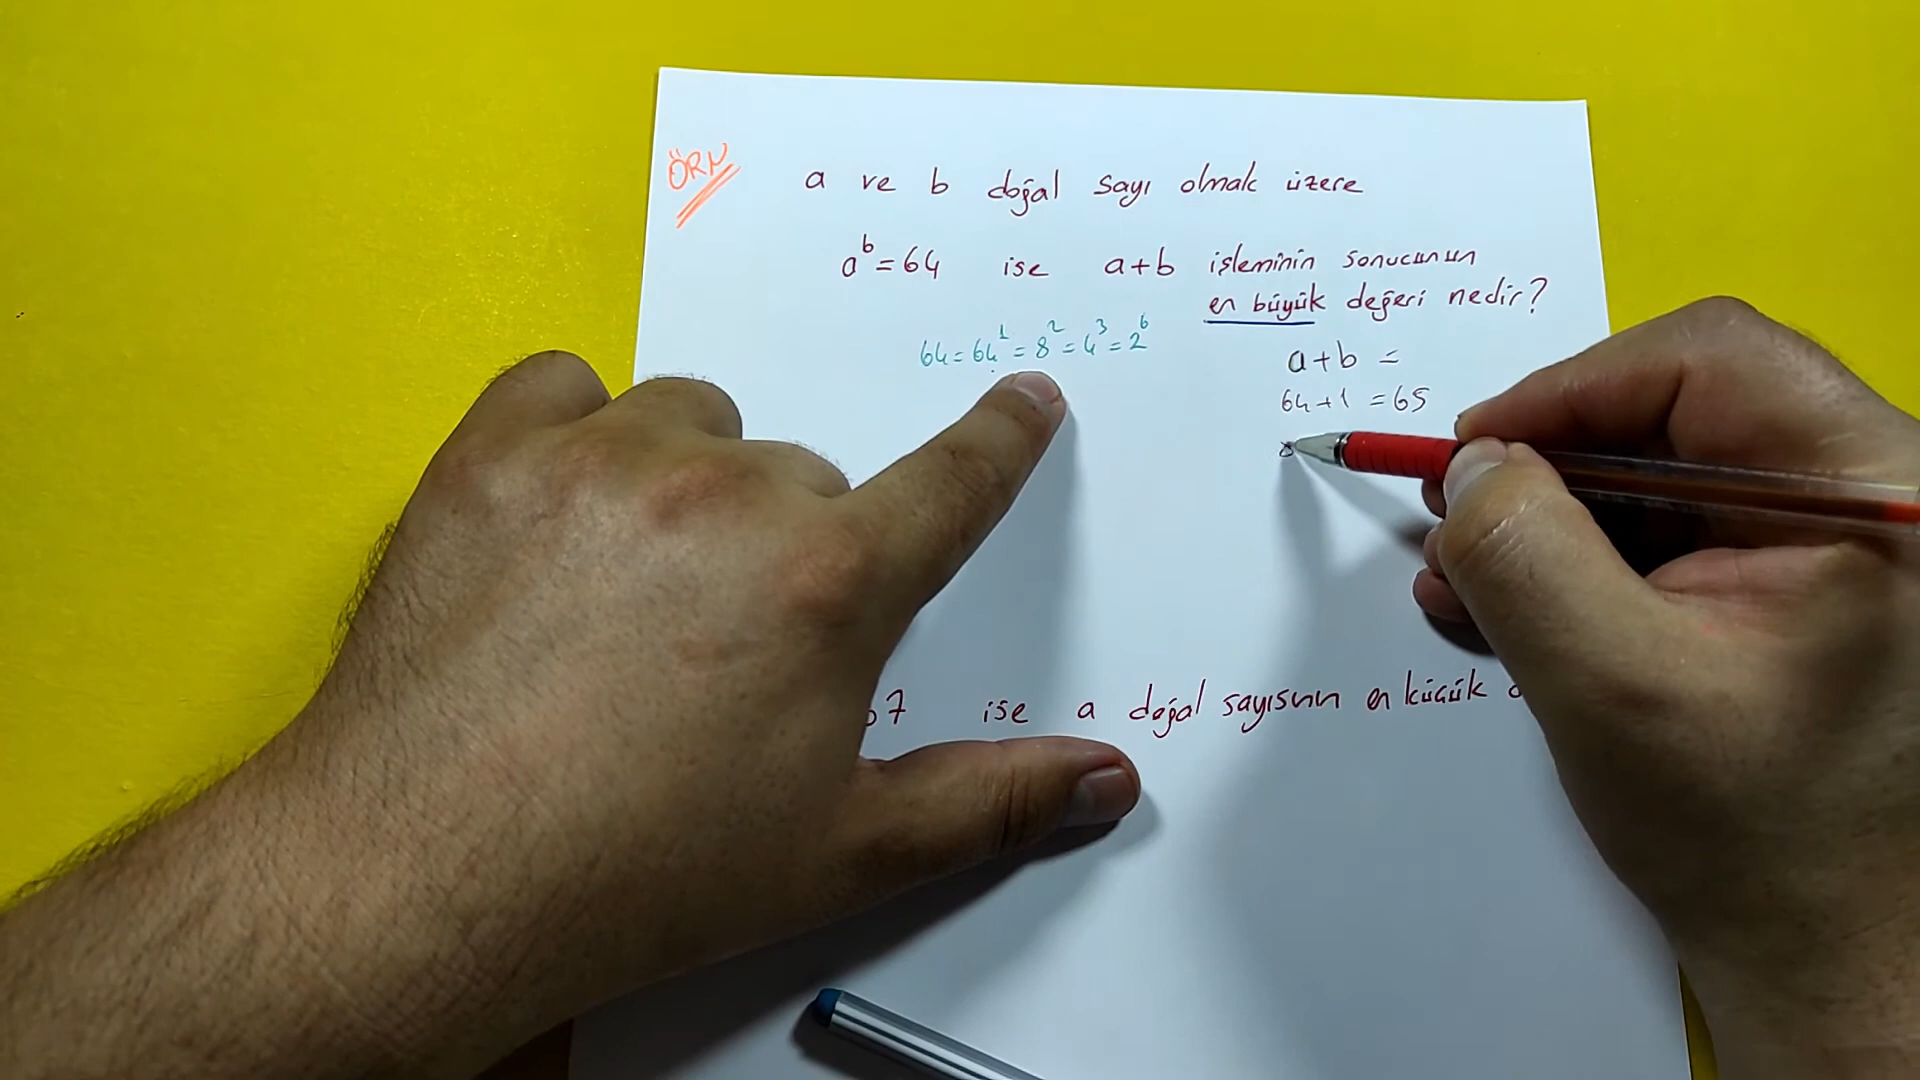 ÖRN
a ve b doğal sayı olmak üzere
a^b = 64 ise a+b işleminin sonucunun
en büyük değeri nedir?
64 = 64^1 = 8^2 = 4^3 = 2^6
a+b =
64+1 = 65
8
7 ise a doğal sayısının en küçük